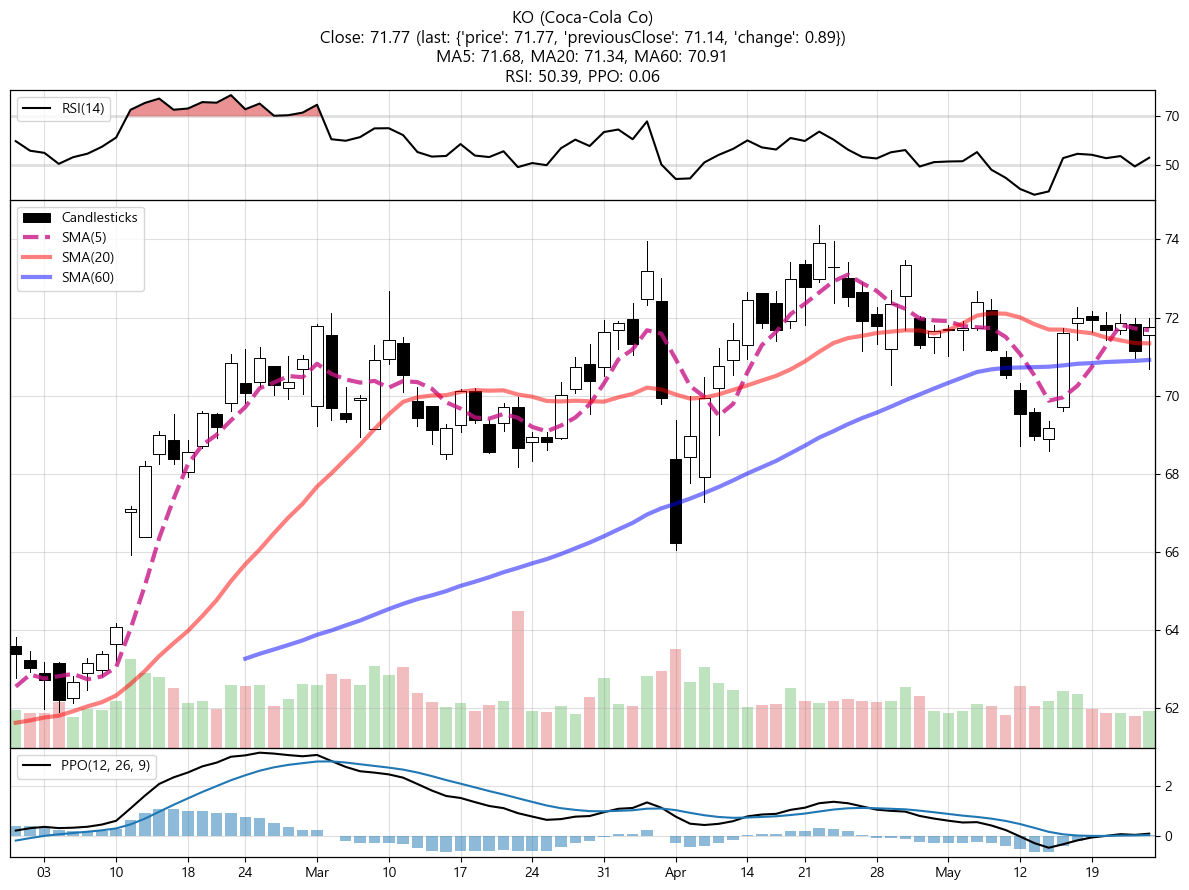 KO (Coca-Cola Co)
Close: 71.77 (last: {'price': 71.77, 'previousClose': 71.14, 'change': 0.89})
MA5: 71.68, MA20: 71.34, MA60: 70.91
RSI: 50.39, PPO: 0.06
RSI(14)
70
50
Candlesticks
SMA(5)
SMA(20)
SMA(60)
74
72
70
68
66
64
62
PPO(12, 26, 9)
2
0
03 10 18 24 Mar 10 17 24 31 Apr 14 21 28 May 12 19